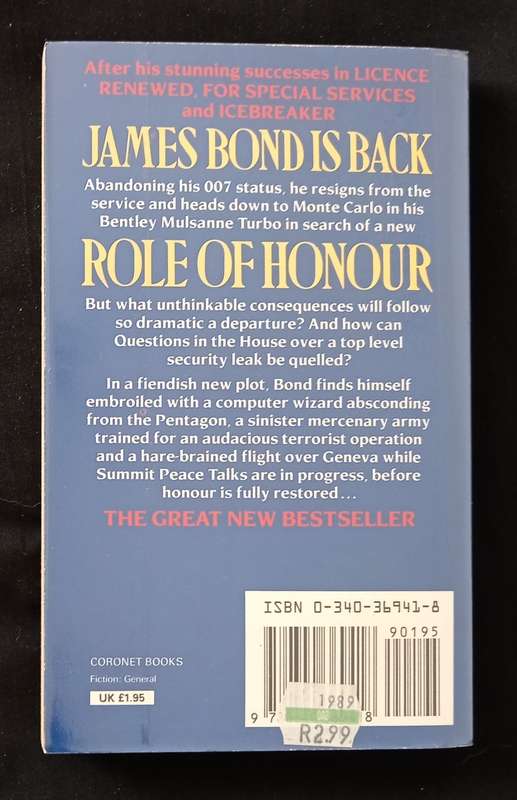 After his stunning successes in LICENCE
RENEWED, FOR SPECIAL SERVICES
and ICEBREAKER
JAMES BOND IS BACK
Abandoning his 007 status, he resigns from the
service and heads down to Monte Carlo in his
Bentley Mulsanne Turbo in search of a new
ROLE OF HONOUR
But what unthinkable consequences will follow
so dramatic a departure? And how can
Questions in the House over a top level
security leak be quelled?
In a fiendish new plot, Bond finds himself
embroiled with a computer wizard absconding
from the Pentagon, a sinister mercenary army
trained for an audacious terrorist operation
and a hare-brained flight over Geneva while
Summit Peace Talks are in progress, before
honour is fully restored...
THE GREAT NEW BESTSELLER
ISBN 0-340-36941-8
90195
CORONET BOOKS
Fiction: General
UK £1.95
1989
9 7 8
R2.99